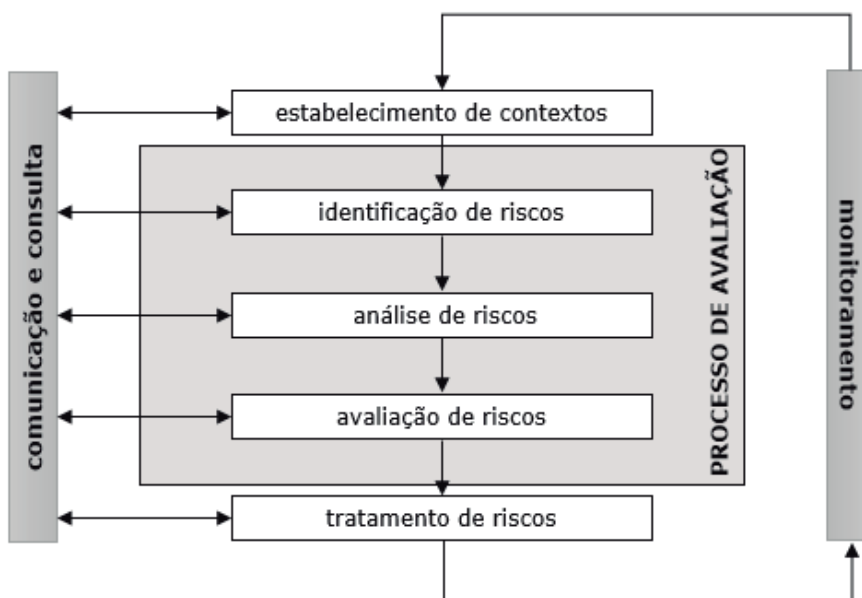 estabelecimento de contextos
comunicação e consulta
PROCESSO DE AVALIAÇÃO
monitoramento
identificação de riscos
análise de riscos
avaliação de riscos
tratamento de riscos